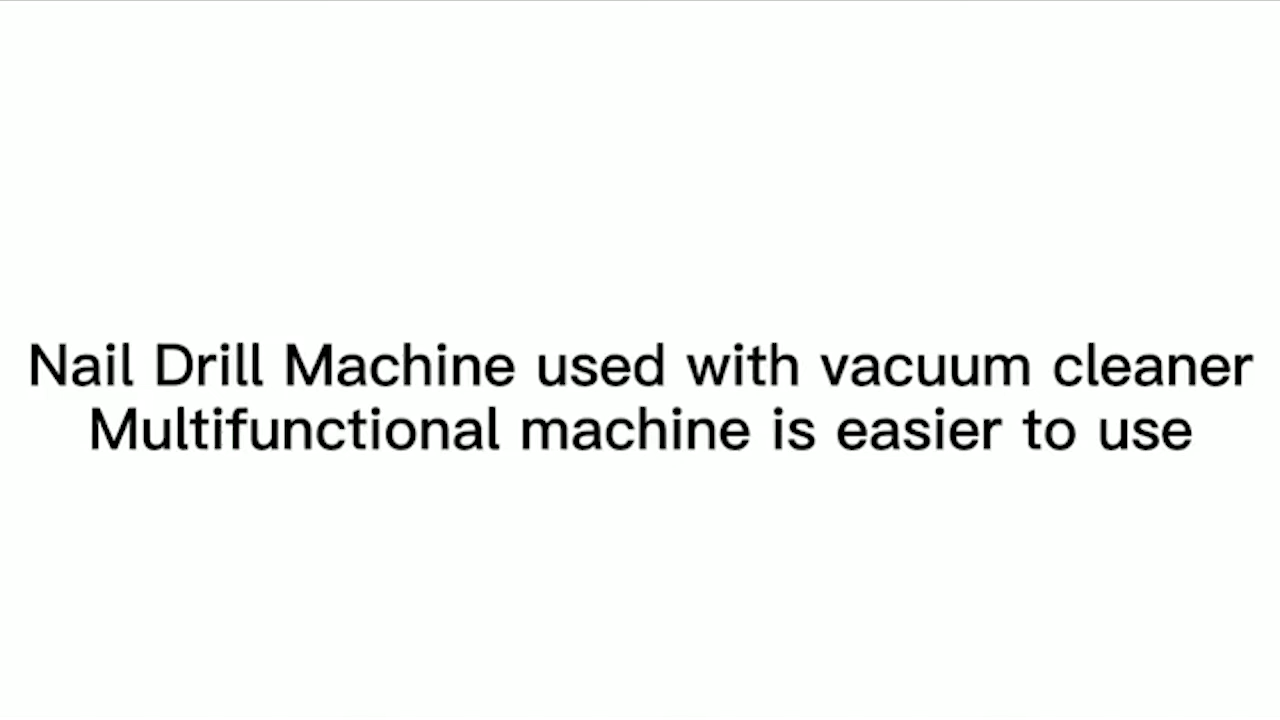 Nail Drill Machine used with vacuum cleaner
Multifunctional machine is easier to use